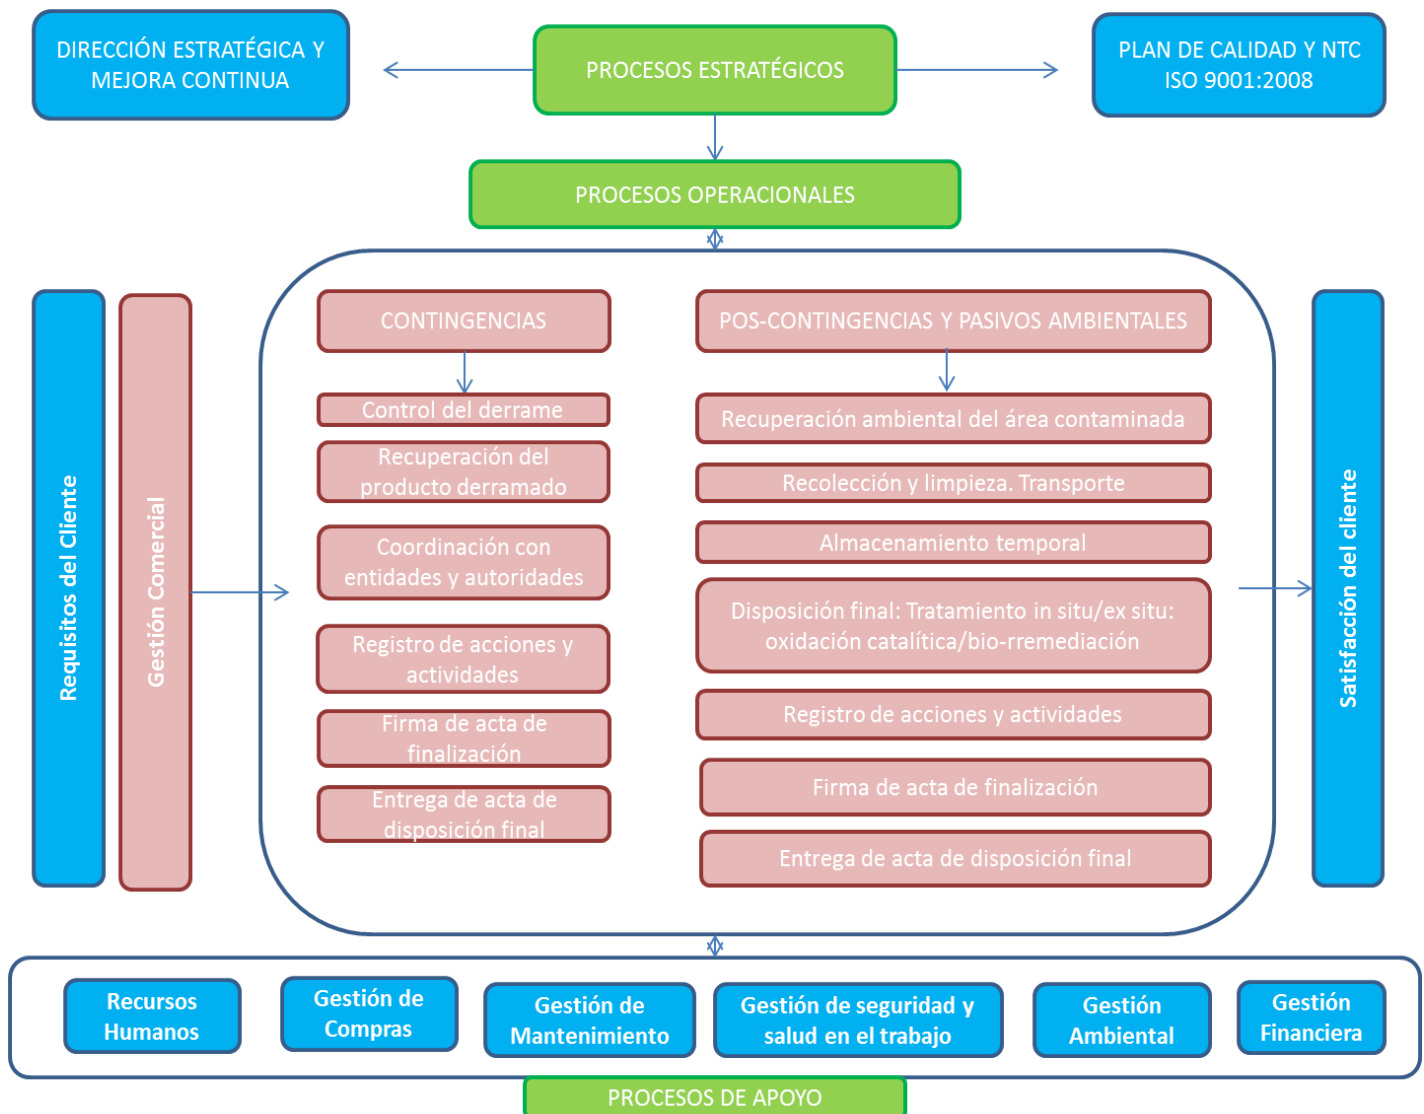 DIRECCIÓN ESTRATÉGICA Y
MEJORA CONTINUA
PROCESOS ESTRATÉGICOS
PLAN DE CALIDAD Y NTC
ISO 9001:2008
PROCESOS OPERACIONALES
Requisitos del Cliente
Gestión Comercial
CONTINGENCIAS
Control del derrame
Recuperación del
producto derramado
Coordinación con
entidades y autoridades
Registro de acciones y
actividades
Firma de acta de
finalización
Entrega de acta de
disposición final
POS-CONTINGENCIAS Y PASIVOS AMBIENTALES
Recuperación ambiental del área contaminada
Recolección y limpieza. Transporte
Almacenamiento temporal
Disposición final: Tratamiento in situ/ex situ:
oxidación catalítica/bio-rremediación
Registro de acciones y actividades
Firma de acta de finalización
Entrega de acta de disposición final
Satisfacción del cliente
Recursos
Humanos
Gestión de
Compras
Gestión de
Mantenimiento
Gestión de seguridad y
salud en el trabajo
Gestión
Ambiental
Gestión
Financiera
PROCESOS DE APOYO